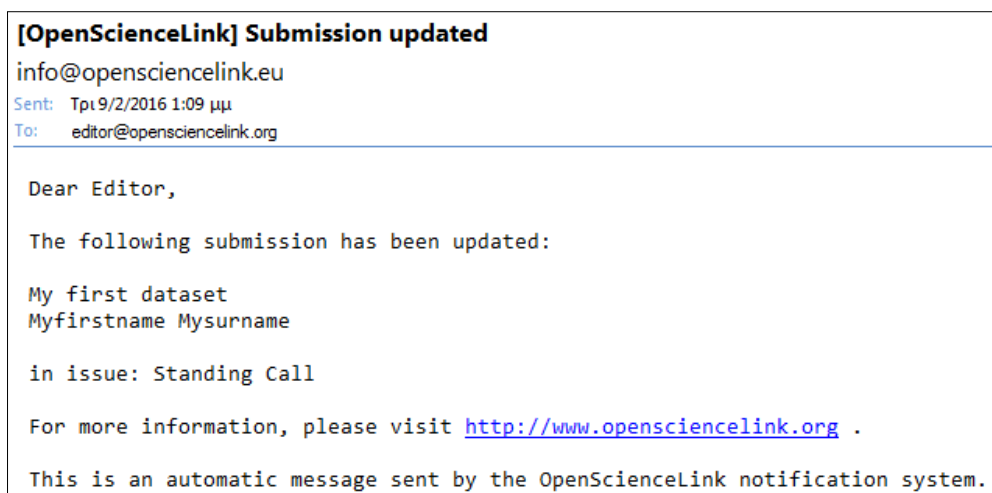 [OpenScienceLink] Submission updated
info@opensciencelink.eu
Sent: Τρι 9/2/2016 1:09 μμ
To: editor@opensciencelink.org
Dear Editor,
The following submission has been updated:
My first dataset
Myfirstname Mysurname
in issue: Standing Call
For more information, please visit http://www.opensciencelink.org .
This is an automatic message sent by the OpenScienceLink notification system.